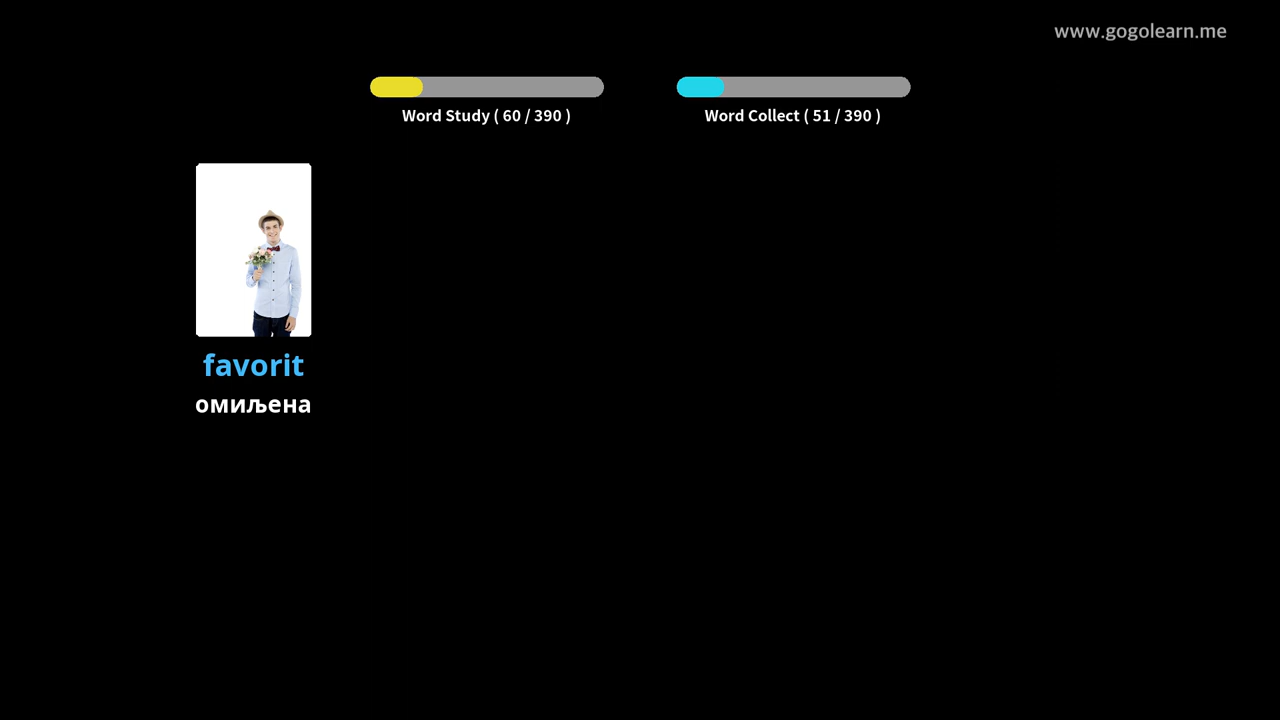 www.gogolearn.me
Word Study ( 60 / 390 )
Word Collect ( 51 / 390 )
favorit
омиљена